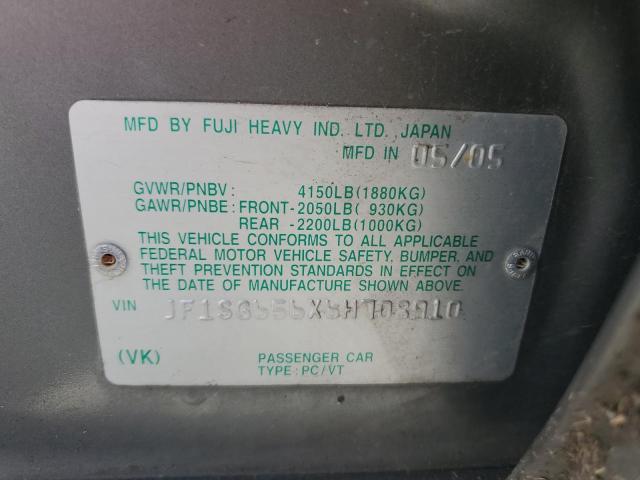 MFD BY FUJI HEAVY IND. LTD. JAPAN
MFD IN 05/05
GVWR/PNBV: 4150LB(1880KG)
GAWR/PNBE: FRONT-2050LB( 930KG)
REAR -2200LB(1000KG)
THIS VEHICLE CONFORMS TO ALL APPLICABLE
FEDERAL MOTOR VEHICLE SAFETY, BUMPER, AND
THEFT PREVENTION STANDARDS IN EFFECT ON
THE DATE OF MANUFACTURE SHOWN ABOVE.
VIN
(VK) PASSENGER CAR
TYPE: PC/VT